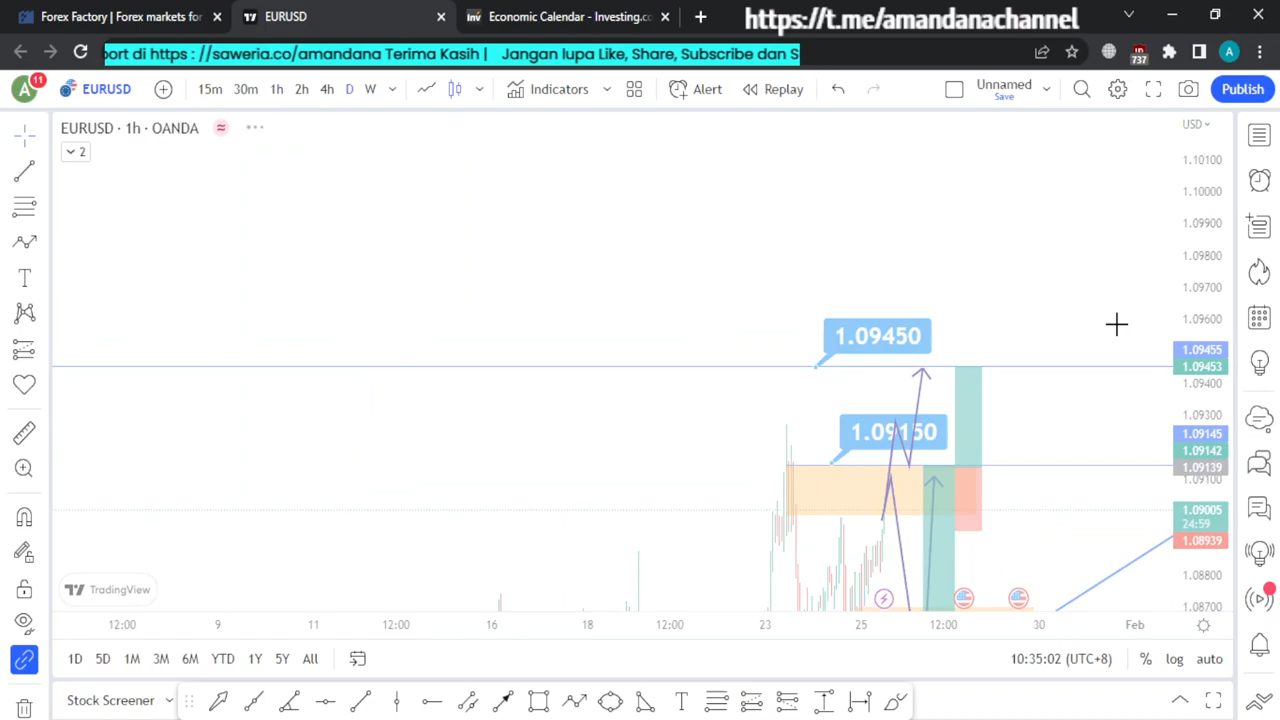 Forex Factory | Forex markets for
EURUSD
Economic Calendar - Investing.co
https://t.me/amandanachannel
port di https : //saweria.co/amandana Terima Kasih | Jangan lupa Like, Share, Subscribe dan S
737
A
A 11
EURUSD
15m 30m 1h 2h 4h D W
Indicators
Alert
Replay
Unnamed
Save
Publish
EURUSD · 1h · OANDA
2
USD
1.10100
1.10000
1.09900
1.09800
1.09700
1.09600
1.09450
1.09455
1.09453
1.09400
1.09300
1.09150
1.09145
1.09142
1.09139
1.09100
1.09005
24:59
1.08939
1.08800
1.08700
TradingView
12:00 9 11 12:00 16 18 12:00 23 25 12:00 30 Feb
1D 5D 1M 3M 6M YTD 1Y 5Y All
10:35:02 (UTC+8) % log auto
Stock Screener